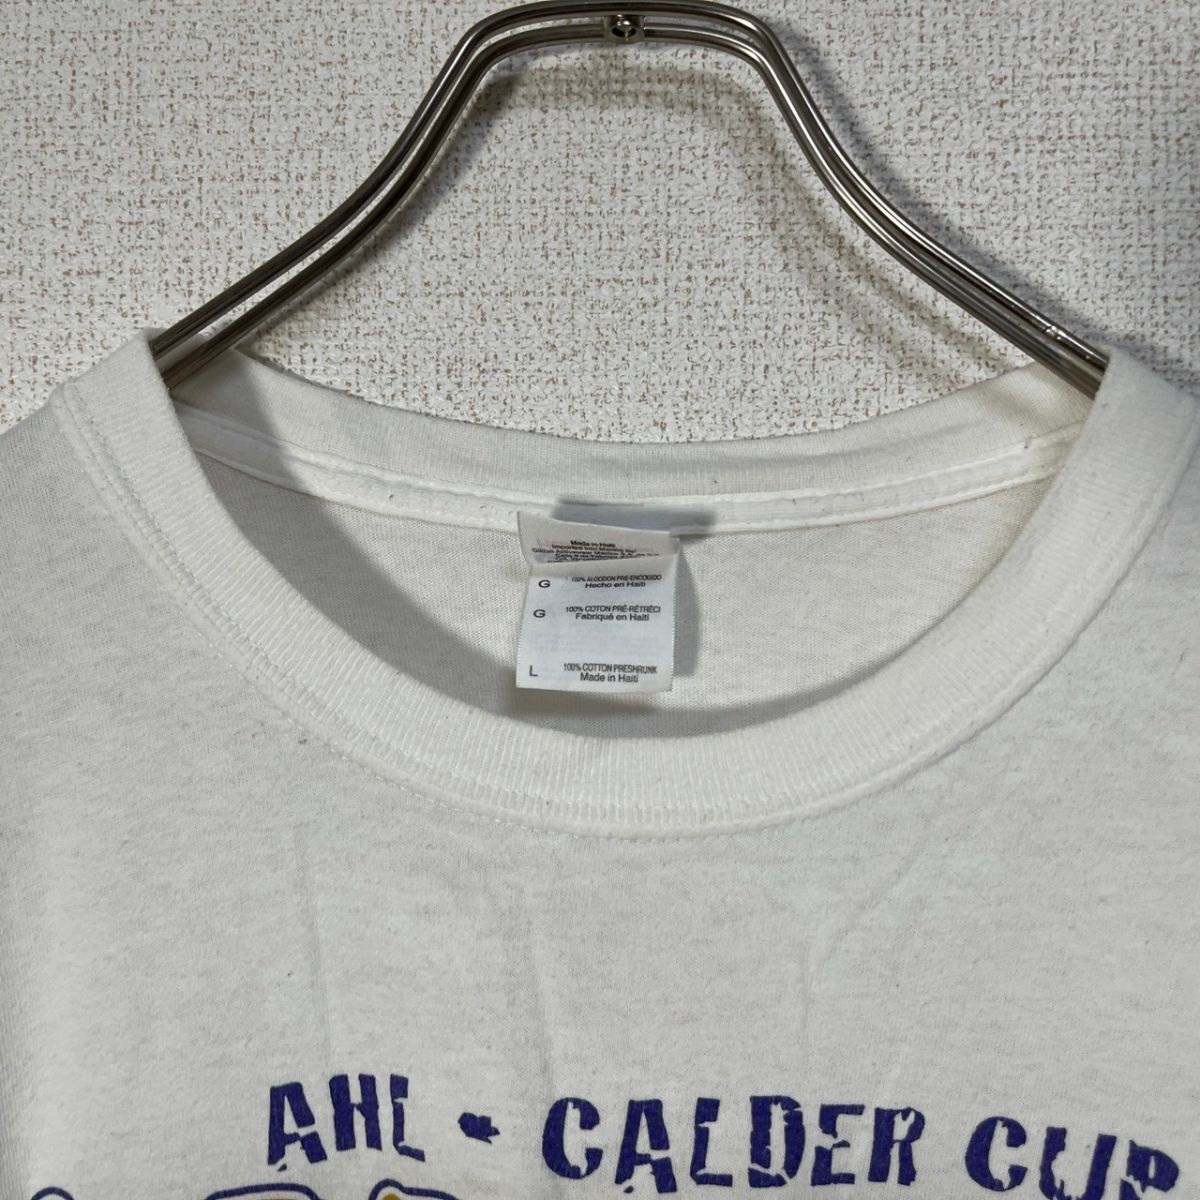 Made in Haiti
G
100% ALGODON PRE-ENCOGIDO
Hecho en Haití
G
100% COTON PRÉ-RÉTRÉCI
Fabriqué en Haïti
L
100% COTTON PRESHRUNK
Made in Haiti
AHL - CALDER CUP